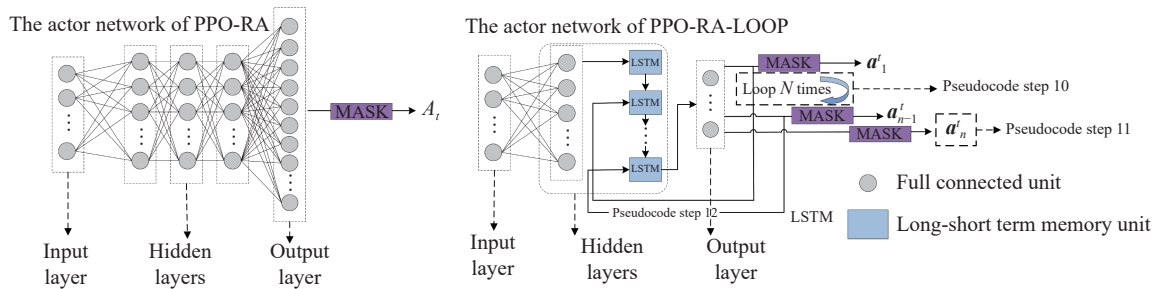 The actor network of PPO-RA
MASK
A_t
Input
layer
Hidden
layers
Output
layer
The actor network of PPO-RA-LOOP
LSTM
LSTM
LSTM
MASK
a^t_1
Loop N times
Pseudocode step 10
MASK
a^t_{n-1}
MASK
a^t_n
Pseudocode step 11
Pseudocode step 12
LSTM
Full connected unit
Long-short term memory unit
Input
layer
Hidden
layers
Output
layer